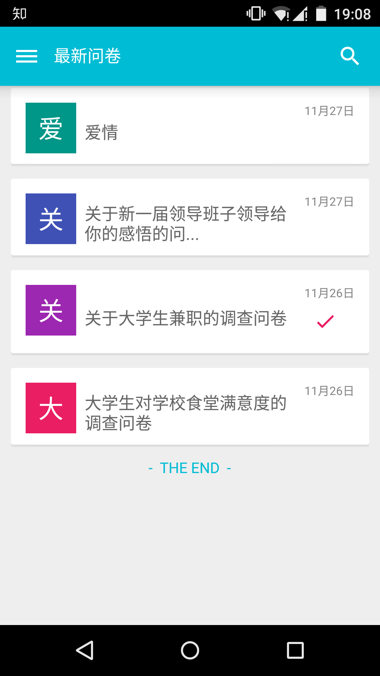 知 19:08
最新问卷
11月27日
爱 爱情
11月27日
关 关于新一届领导班子领导给
你的感悟的问...
11月26日
关 关于大学生兼职的调查问卷
11月26日
大 大学生对学校食堂满意度的
调查问卷
- THE END -